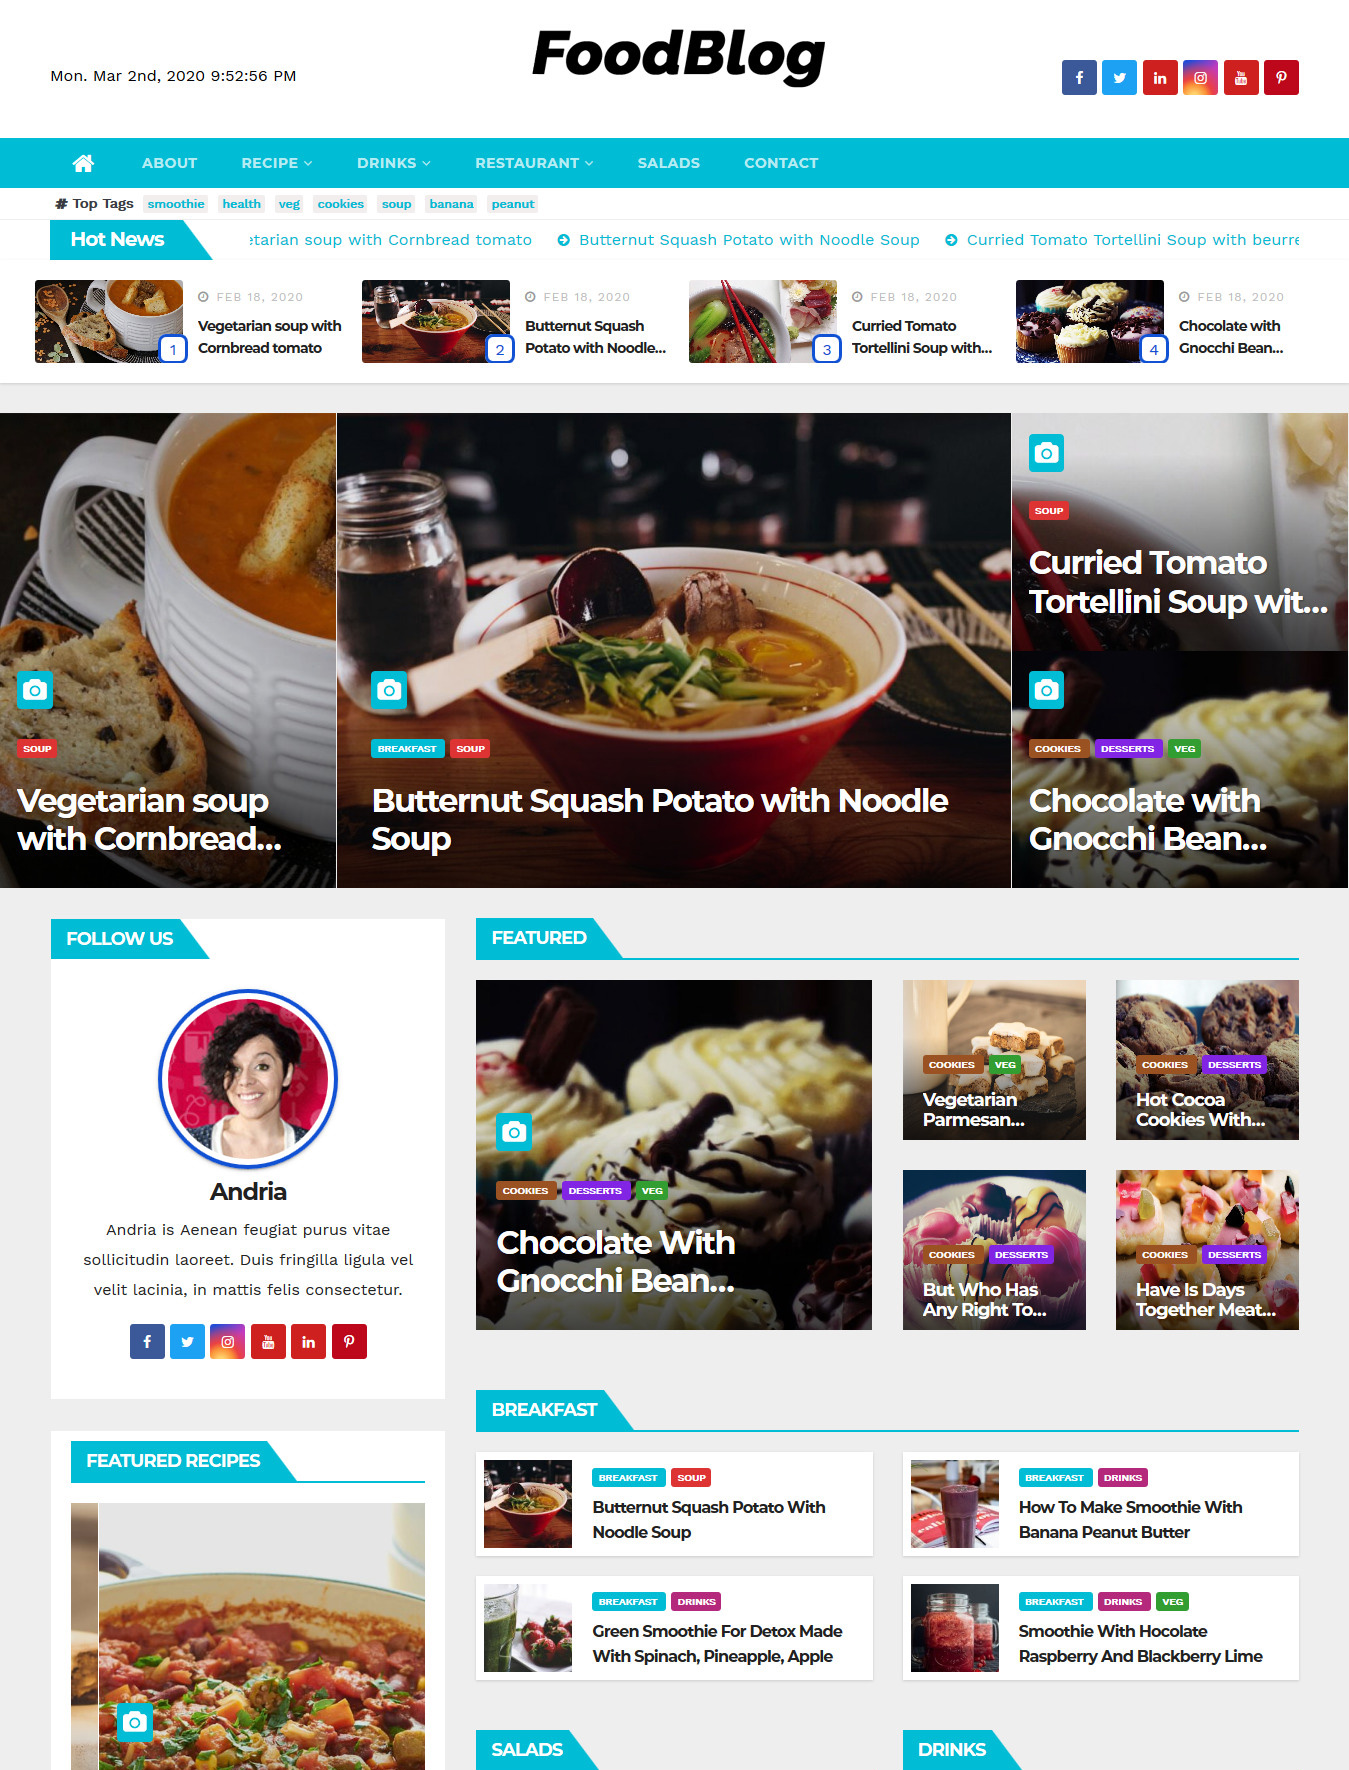 FoodBlog
Mon. Mar 2nd, 2020 9:52:56 PM
ABOUT RECIPE DRINKS RESTAURANT SALADS CONTACT
# Top Tags smoothie health veg cookies soup banana peanut
Hot News
etarian soup with Cornbread tomato Butternut Squash Potato with Noodle Soup Curried Tomato Tortellini Soup with beurre
FEB 18, 2020
Vegetarian soup with
Cornbread tomato
1
FEB 18, 2020
Butternut Squash
Potato with Noodle...
2
FEB 18, 2020
Curried Tomato
Tortellini Soup with...
3
FEB 18, 2020
Chocolate with
Gnocchi Bean...
4
SOUP
Vegetarian soup
with Cornbread...
BREAKFAST SOUP
Butternut Squash Potato with Noodle
Soup
SOUP
Curried Tomato
Tortellini Soup wit...
COOKIES DESSERTS VEG
Chocolate with
Gnocchi Bean...
FOLLOW US
Andria
Andria is Aenean feugiat purus vitae
sollicitudin laoreet. Duis fringilla ligula vel
velit lacinia, in mattis felis consectetur.
FEATURED RECIPES
FEATURED
COOKIES DESSERTS VEG
Chocolate With
Gnocchi Bean...
COOKIES VEG
Vegetarian
Parmesan...
COOKIES DESSERTS
Hot Cocoa
Cookies With...
COOKIES DESSERTS
But Who Has
Any Right To...
COOKIES DESSERTS
Have Is Days
Together Meat...
BREAKFAST
BREAKFAST SOUP
Butternut Squash Potato With
Noodle Soup
BREAKFAST DRINKS
How To Make Smoothie With
Banana Peanut Butter
BREAKFAST DRINKS
Green Smoothie For Detox Made
With Spinach, Pineapple, Apple
BREAKFAST DRINKS VEG
Smoothie With Hocolate
Raspberry And Blackberry Lime
SALADS
DRINKS